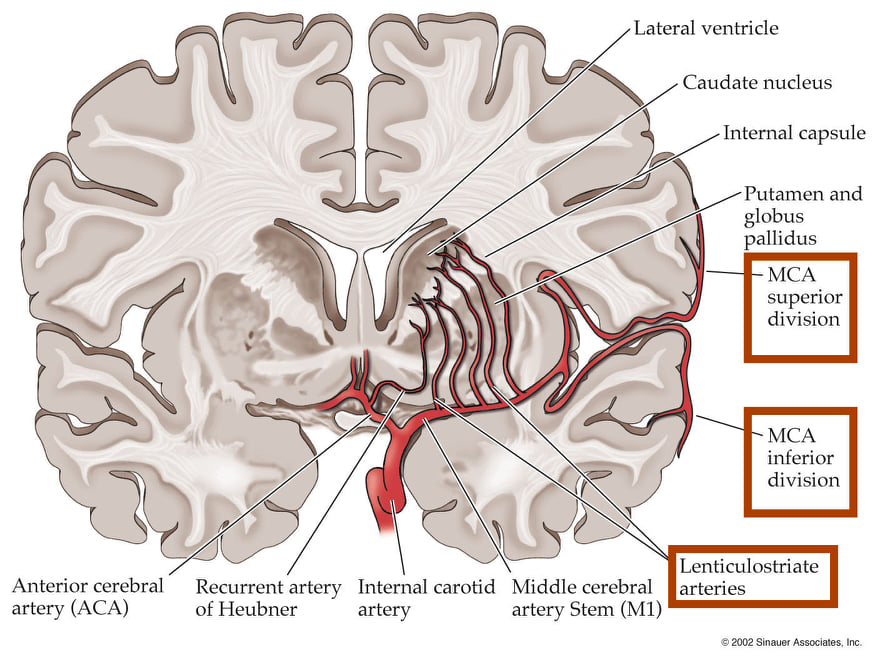 Lateral ventricle
Caudate nucleus
Internal capsule
Putamen and
globus
pallidus
MCA
superior
division
MCA
inferior
division
Lenticulostriate
arteries
Anterior cerebral
artery (ACA)
Recurrent artery
of Heubner
Internal carotid
artery
Middle cerebral
artery Stem (M1)
© 2002 Sinauer Associates, Inc.